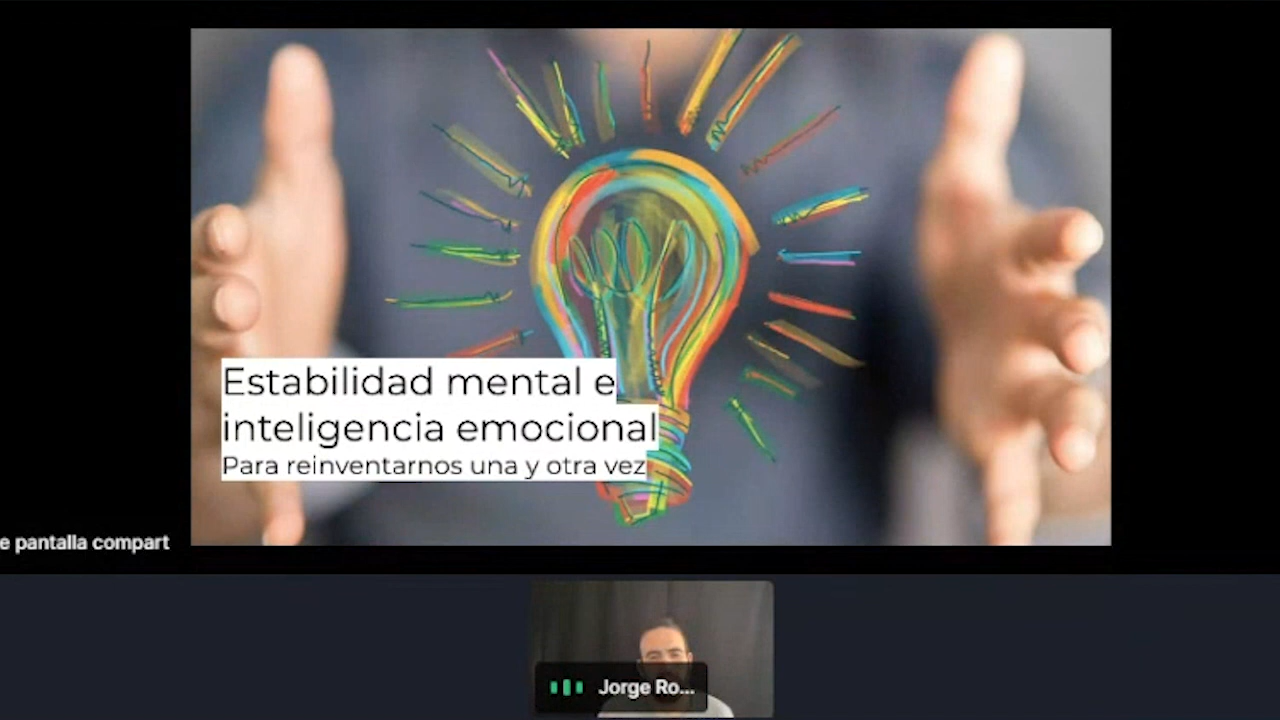 Estabilidad mental e
inteligencia emocional
Para reinventarnos una y otra vez
e pantalla compart
Jorge Ro...